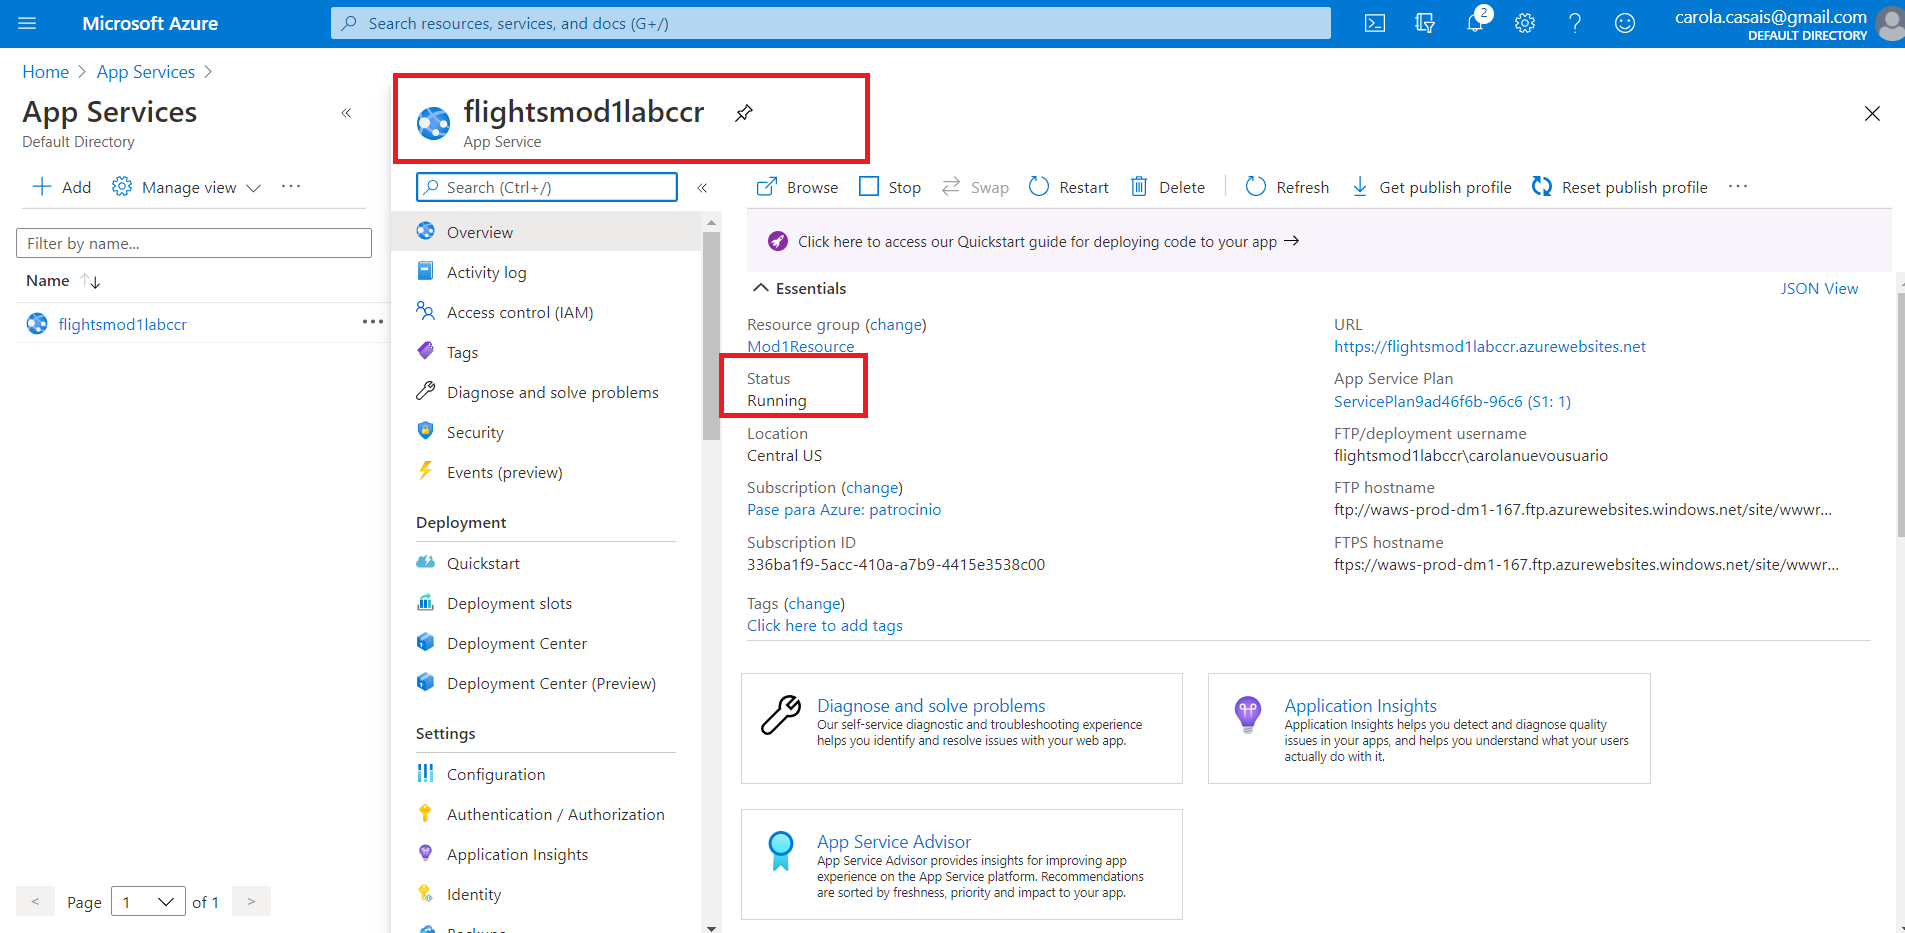 Microsoft Azure
Search resources, services, and docs (G+/)
2
carola.casais@gmail.com
DEFAULT DIRECTORY
Home > App Services >
App Services
Default Directory
«
Add
Manage view
...
Filter by name...
Name
flightsmod1labccr
...
< Page 1 of 1 >
flightsmod1labccr
App Service
Search (Ctrl+/)
«
Overview
Activity log
Access control (IAM)
Tags
Diagnose and solve problems
Security
Events (preview)
Deployment
Quickstart
Deployment slots
Deployment Center
Deployment Center (Preview)
Settings
Configuration
Authentication / Authorization
Application Insights
Identity
Backups
Browse
Stop
Swap
Restart
Delete
Refresh
Get publish profile
Reset publish profile
...
Click here to access our Quickstart guide for deploying code to your app →
Essentials
JSON View
Resource group (change)
Mod1Resource
Status
Running
Location
Central US
Subscription (change)
Pase para Azure: patrocinio
Subscription ID
336ba1f9-5acc-410a-a7b9-4415e3538c00
Tags (change)
Click here to add tags
URL
https://flightsmod1labccr.azurewebsites.net
App Service Plan
ServicePlan9ad46f6b-96c6 (S1: 1)
FTP/deployment username
flightsmod1labccr\carolanuevousuario
FTP hostname
ftp://waws-prod-dm1-167.ftp.azurewebsites.windows.net/site/wwwr...
FTPS hostname
ftps://waws-prod-dm1-167.ftp.azurewebsites.windows.net/site/wwwr...
Diagnose and solve problems
Our self-service diagnostic and troubleshooting experience
helps you identify and resolve issues with your web app.
Application Insights
Application Insights helps you detect and diagnose quality
issues in your apps, and helps you understand what your users
actually do with it.
App Service Advisor
App Service Advisor provides insights for improving app
experience on the App Service platform. Recommendations
are sorted by freshness, priority and impact to your app.